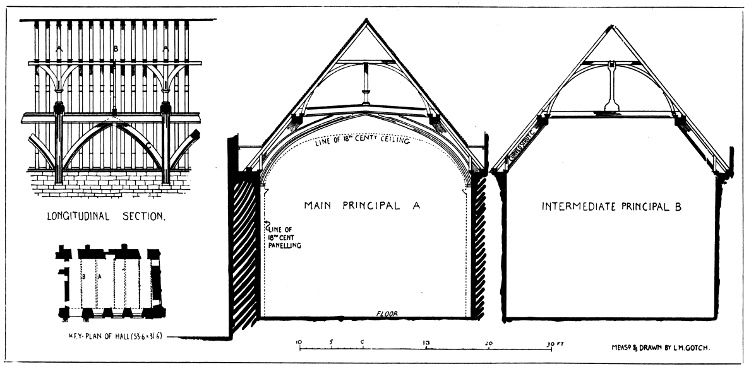 A B A
LONGITUDINAL SECTION.
B A
KEY-PLAN OF HALL (53·6×31·6)
LINE OF 18TH CENTY CEILING
MAIN PRINCIPAL A
LINE OF
18TH CENT
PANELLING
FLOOR
INTERMEDIATE PRINCIPAL B
10 5 0 10 20 30 FT
MEASD & DRAWN BY L.M.GOTCH.